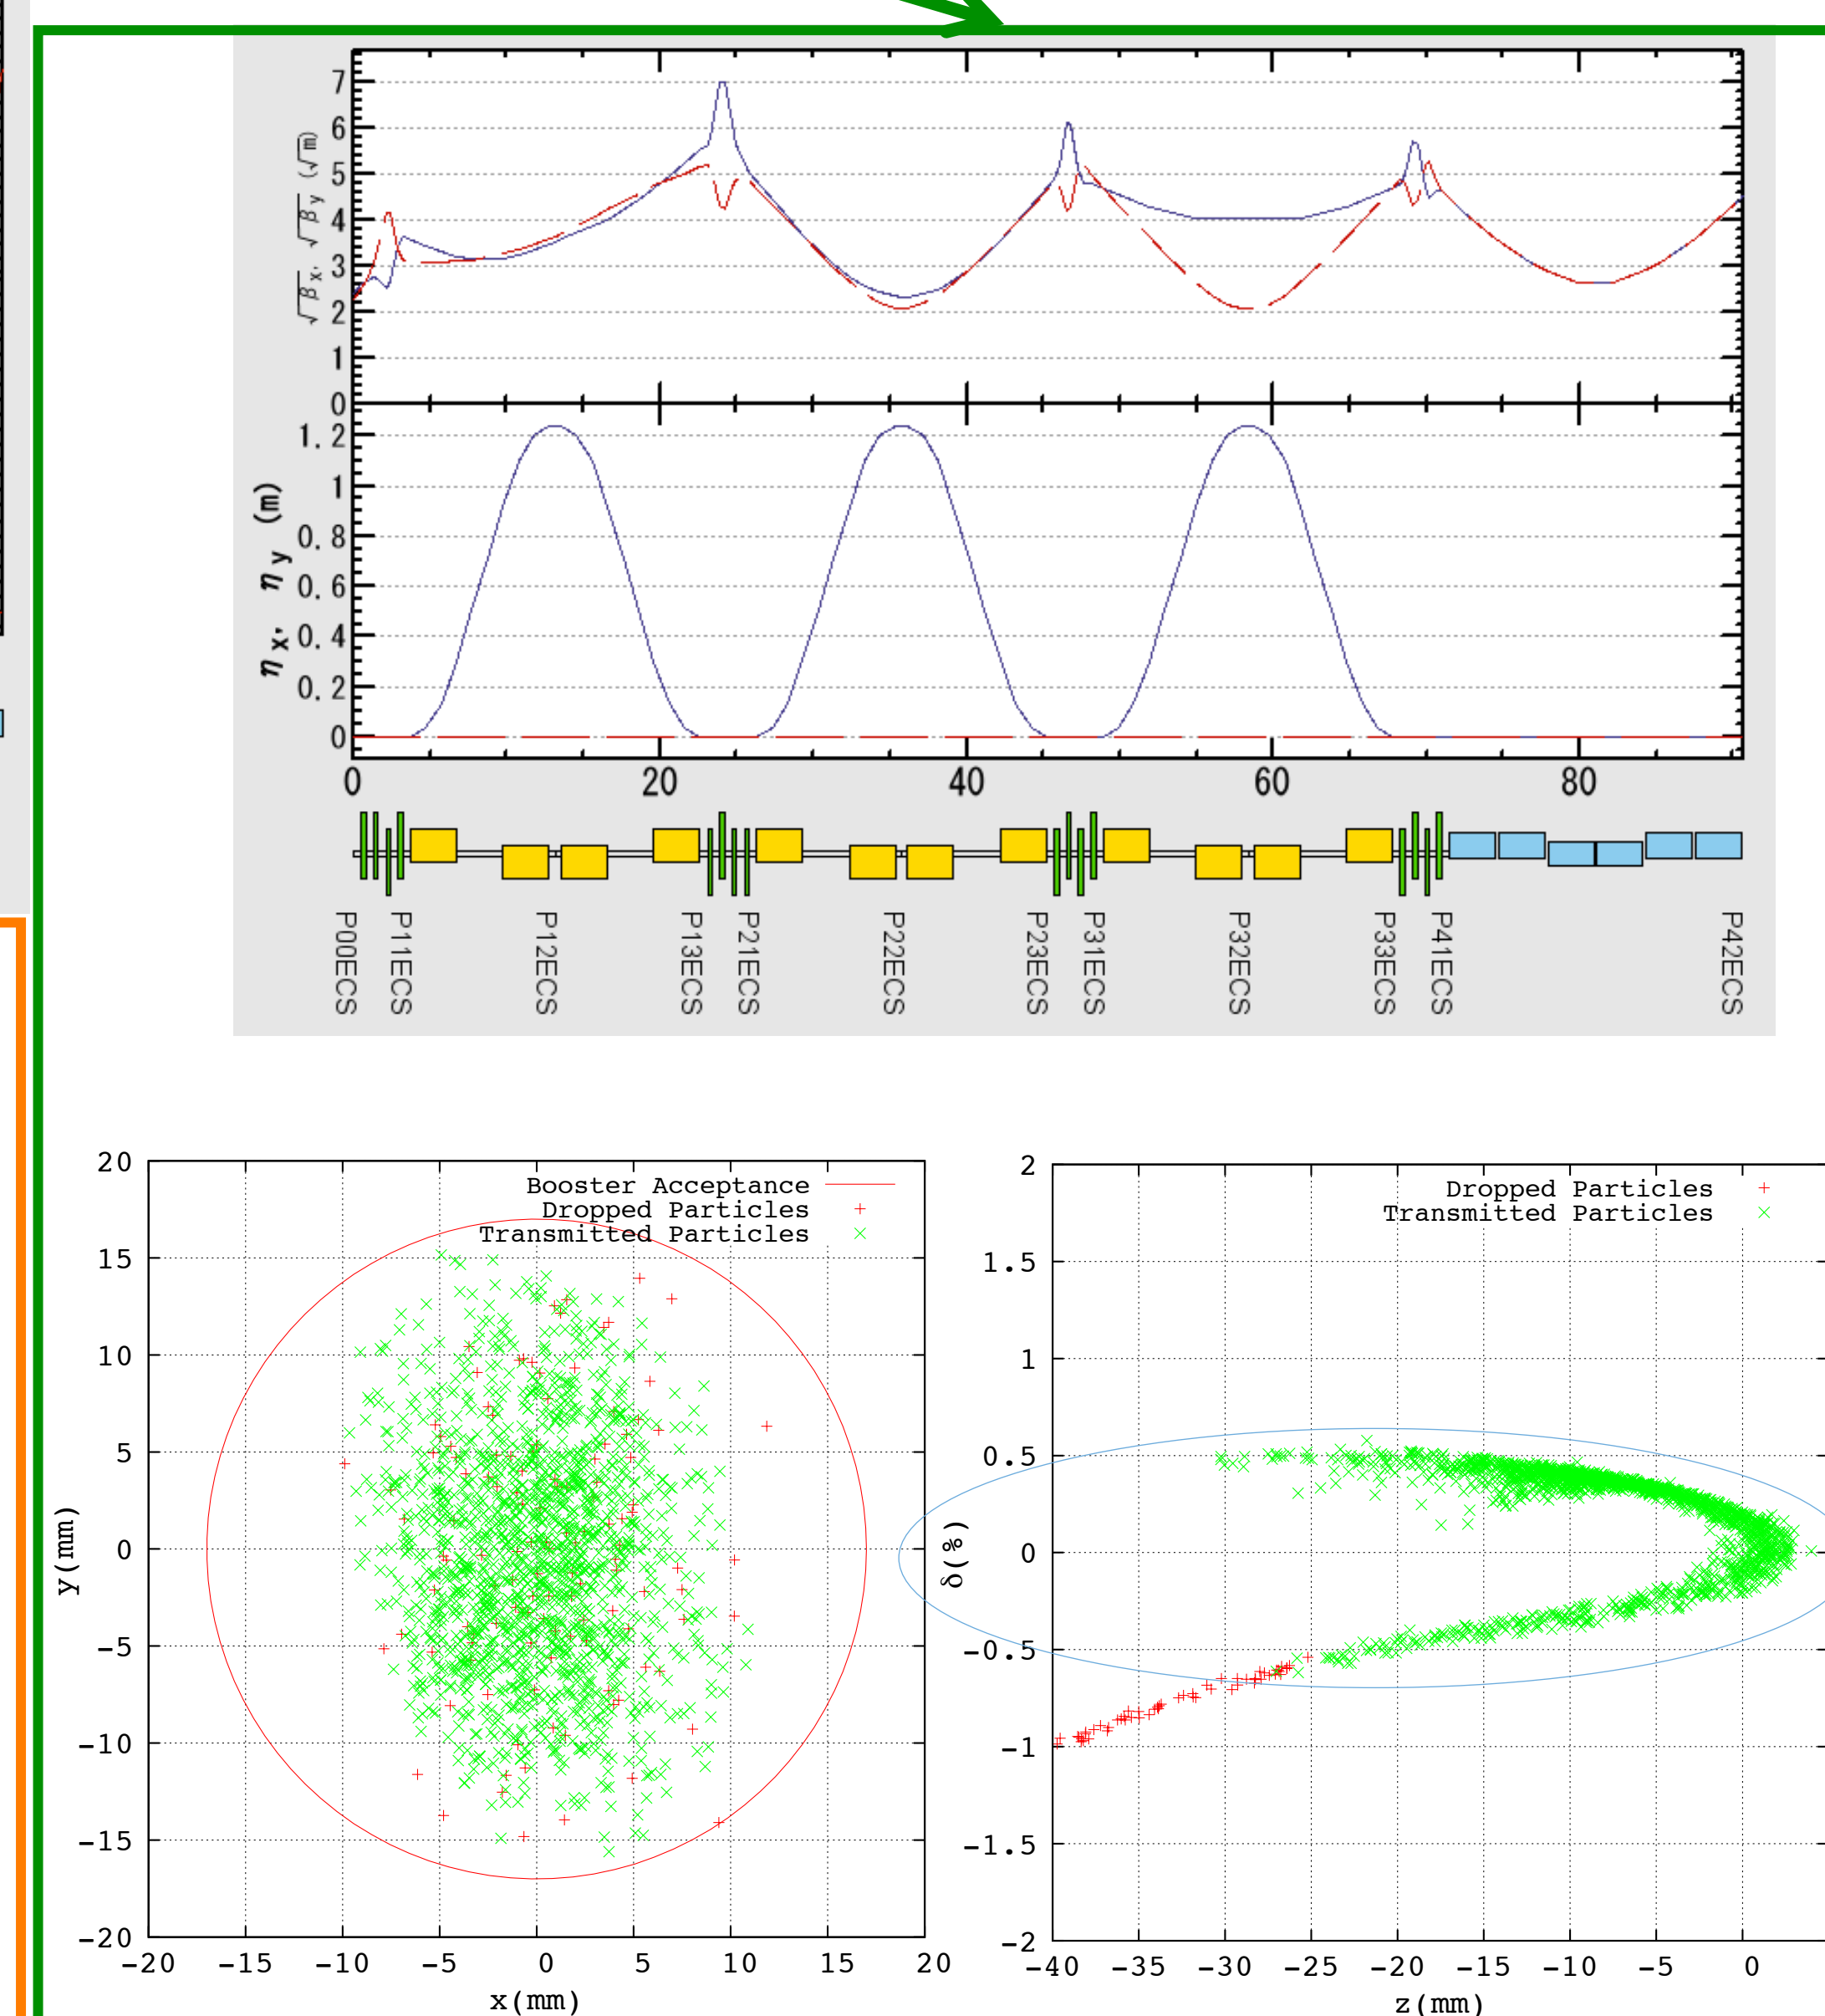 7
6
5
4
3
2
1
0
√βx, √βy (√m)
1.2
1
0.8
0.6
0.4
0.2
0
ηx, ηy (m)
0 20 40 60 80
P00ECS P11ECS P12ECS P13ECS P21ECS P22ECS P23ECS P31ECS P32ECS P33ECS P41ECS P42ECS
Booster Acceptance
Dropped Particles
Transmitted Particles
20
15
10
5
0
-5
-10
-15
-20
y(mm)
-20 -15 -10 -5 0 5 10 15 20
x(mm)
Dropped Particles
Transmitted Particles
2
1.5
1
0.5
0
-0.5
-1
-1.5
-2
δ(%)
-40 -35 -30 -25 -20 -15 -10 -5 0
z(mm)